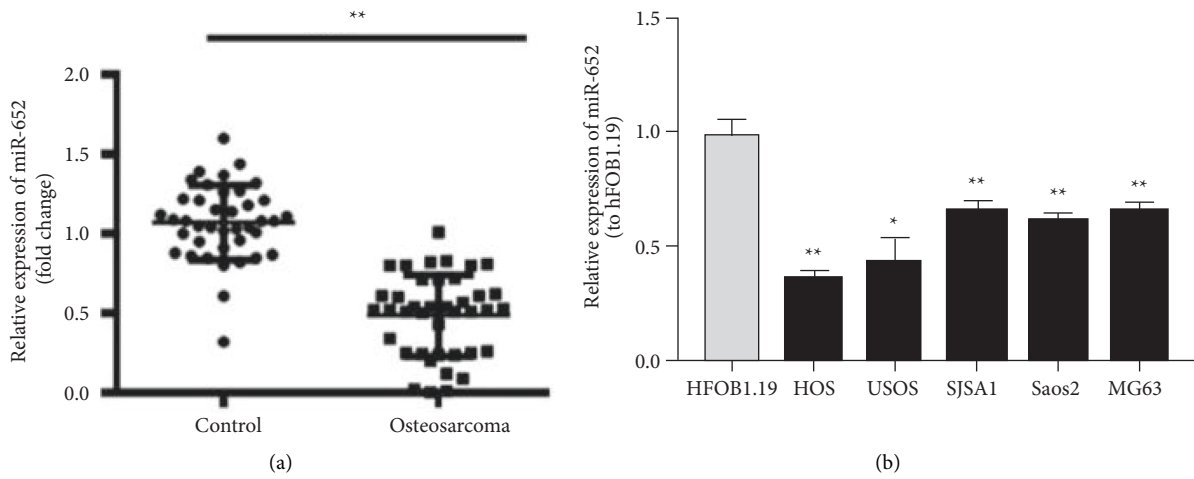 **
Relative expression of miR-652
(fold change)
2.0
1.5
1.0
0.5
0.0
Control
Osteosarcoma
(a)
Relative expression of miR-652
(to hFOB1.19)
1.5
1.0
0.5
0.0
**
*
**
**
**
HFOB1.19
HOS
USOS
SJSA1
Saos2
MG63
(b)